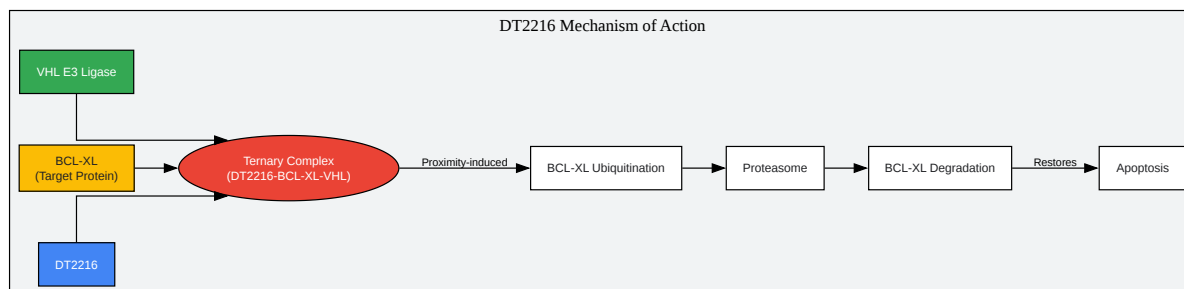 DT2216 Mechanism of Action
VHL E3 Ligase
BCL-XL
(Target Protein)
DT2216
Ternary Complex
(DT2216-BCL-XL-VHL)
Proximity-induced
BCL-XL Ubiquitination
Proteasome
BCL-XL Degradation
Restores
Apoptosis